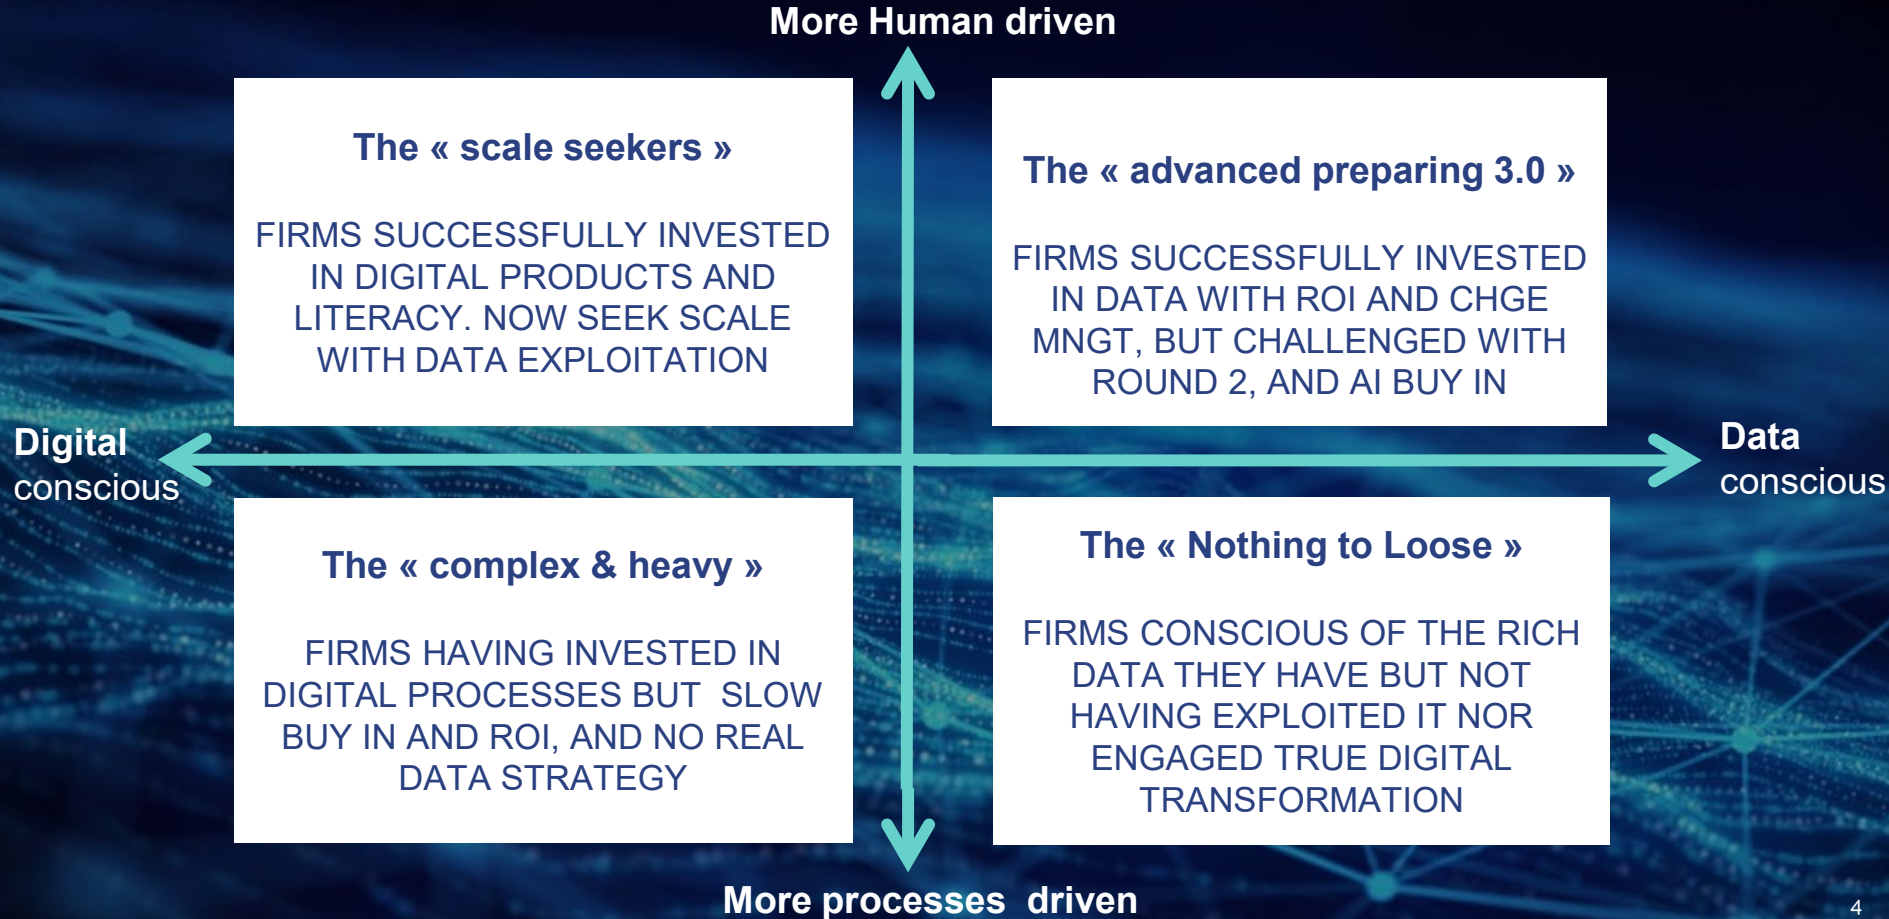 More Human driven
The « scale seekers »
FIRMS SUCCESSFULLY INVESTED
IN DIGITAL PRODUCTS AND
LITERACY. NOW SEEK SCALE
WITH DATA EXPLOITATION
The « advanced preparing 3.0 »
FIRMS SUCCESSFULLY INVESTED
IN DATA WITH ROI AND CHGE
MNGT, BUT CHALLENGED WITH
ROUND 2, AND AI BUY IN
Digital
conscious
Data
conscious
The « complex & heavy »
FIRMS HAVING INVESTED IN
DIGITAL PROCESSES BUT  SLOW
BUY IN AND ROI, AND NO REAL
DATA STRATEGY
The « Nothing to Loose »
FIRMS CONSCIOUS OF THE RICH
DATA THEY HAVE BUT NOT
HAVING EXPLOITED IT NOR
ENGAGED TRUE DIGITAL
TRANSFORMATION
More processes  driven
4